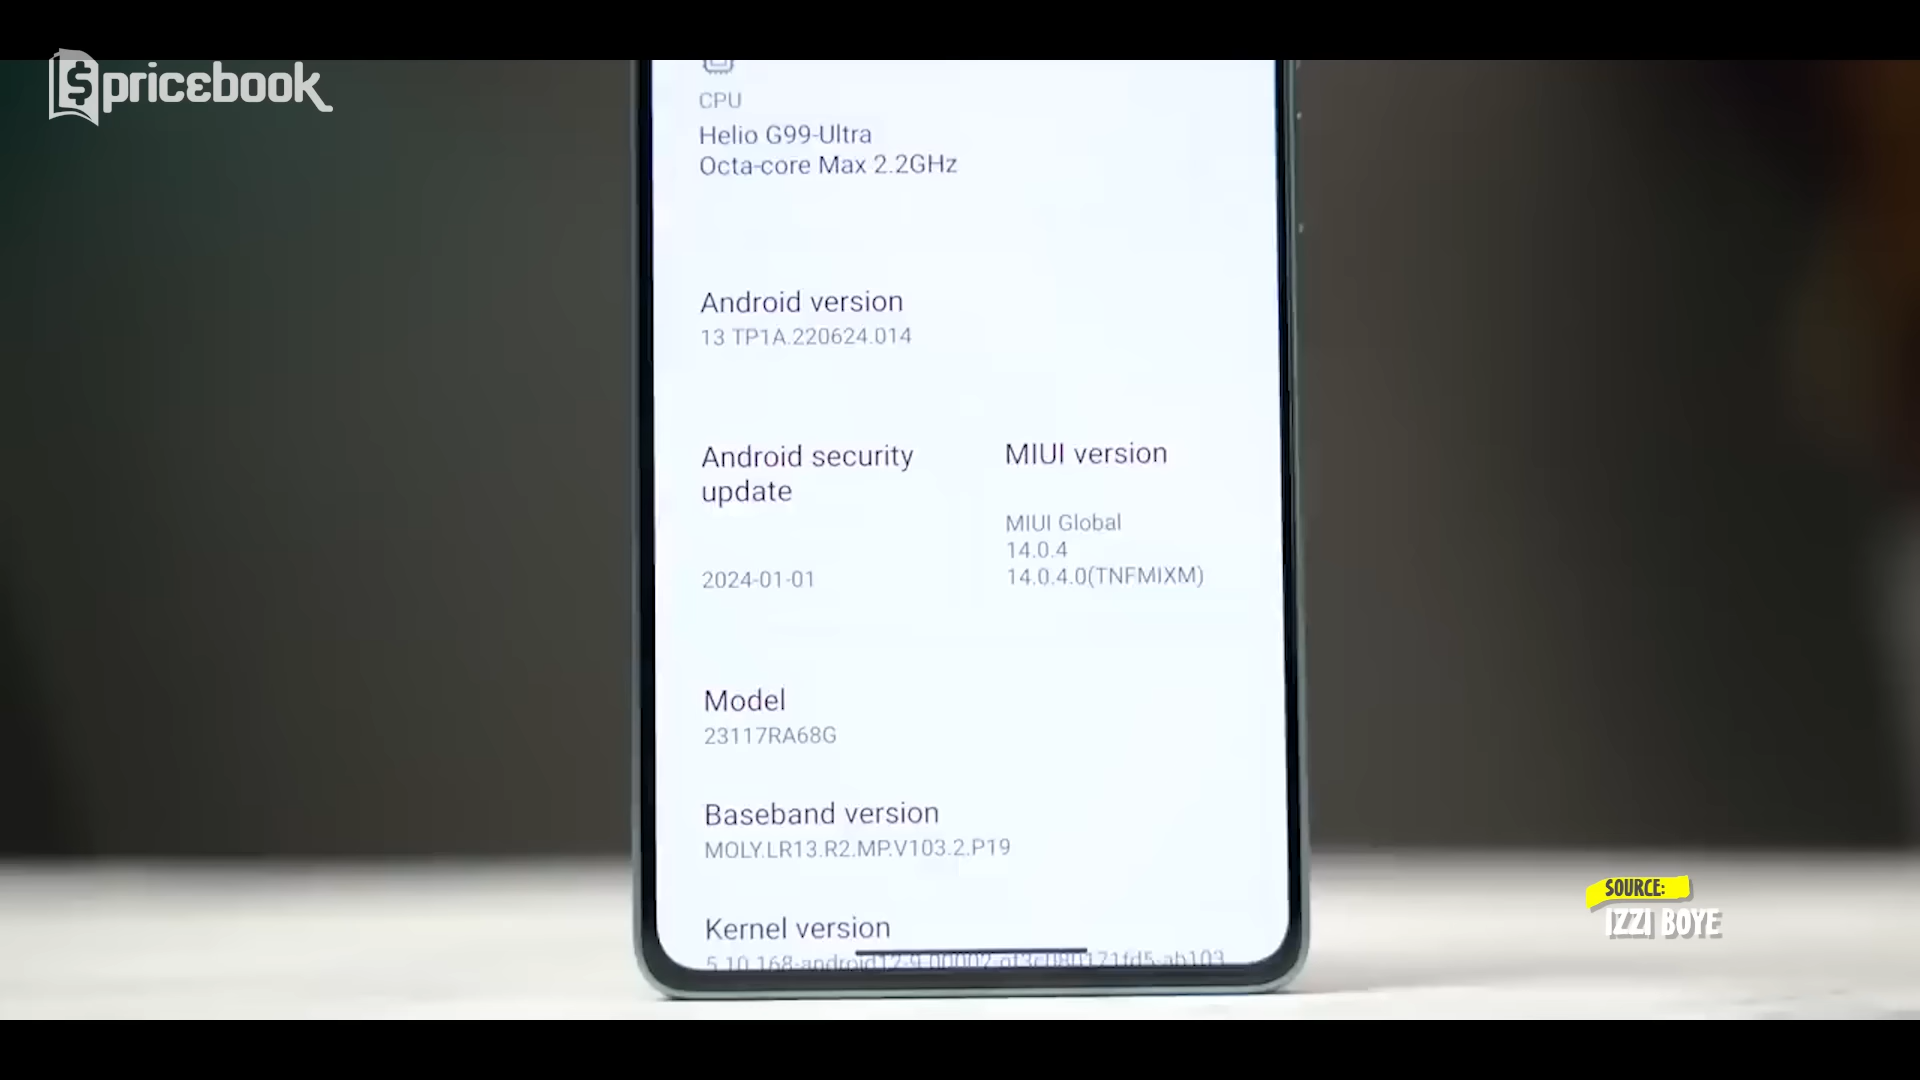 pricebook
CPU
Helio G99-Ultra
Octa-core Max 2.2GHz
Android version
13 TP1A.220624.014
Android security
update
2024-01-01
MIUI version
MIUI Global
14.0.4
14.0.4.0(TNFMIXM)
Model
23117RA68G
Baseband version
MOLY.LR13.R2.MP.V103.2.P19
Kernel version
SOURCE:
IZZI BOYE